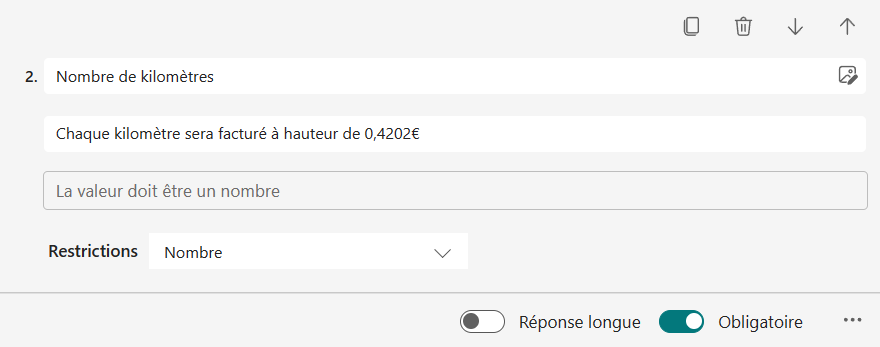 2. Nombre de kilomètres
Chaque kilomètre sera facturé à hauteur de 0,4202€
La valeur doit être un nombre
Restrictions Nombre
Réponse longue Obligatoire